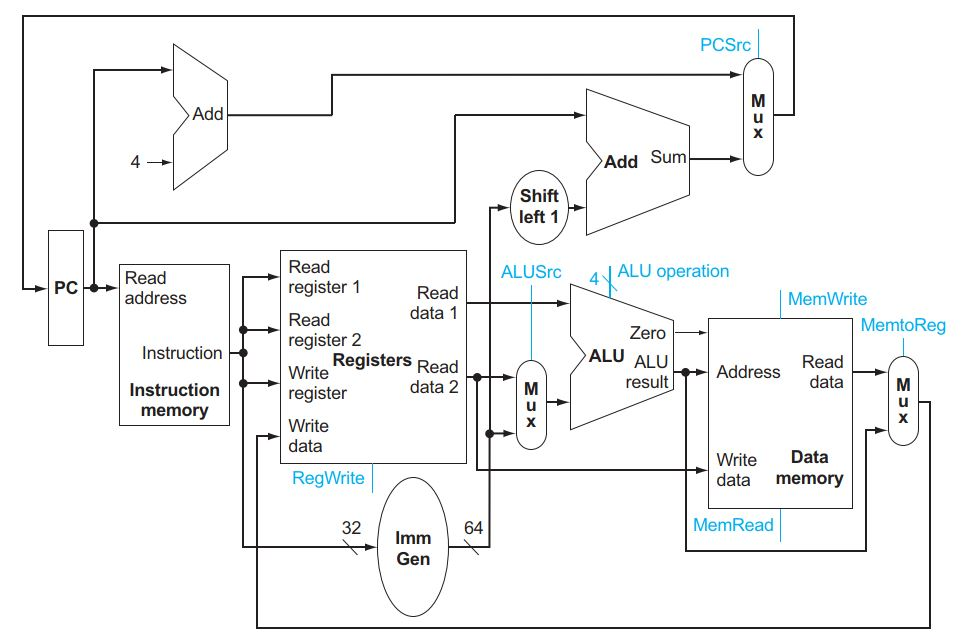 PCSrc
M
u
x
Add
4
Add Sum
Shift
left 1
PC
Read
address
Instruction
Instruction
memory
Read
register 1
Read
register 2
Write
register
Write
data
Registers
Read
data 1
Read
data 2
RegWrite
ALUSrc
M
u
x
4
ALU operation
Zero
ALU
ALU
result
MemWrite
Address
Read
data
Write
data
Data
memory
MemRead
MemtoReg
M
u
x
32
Imm
Gen
64